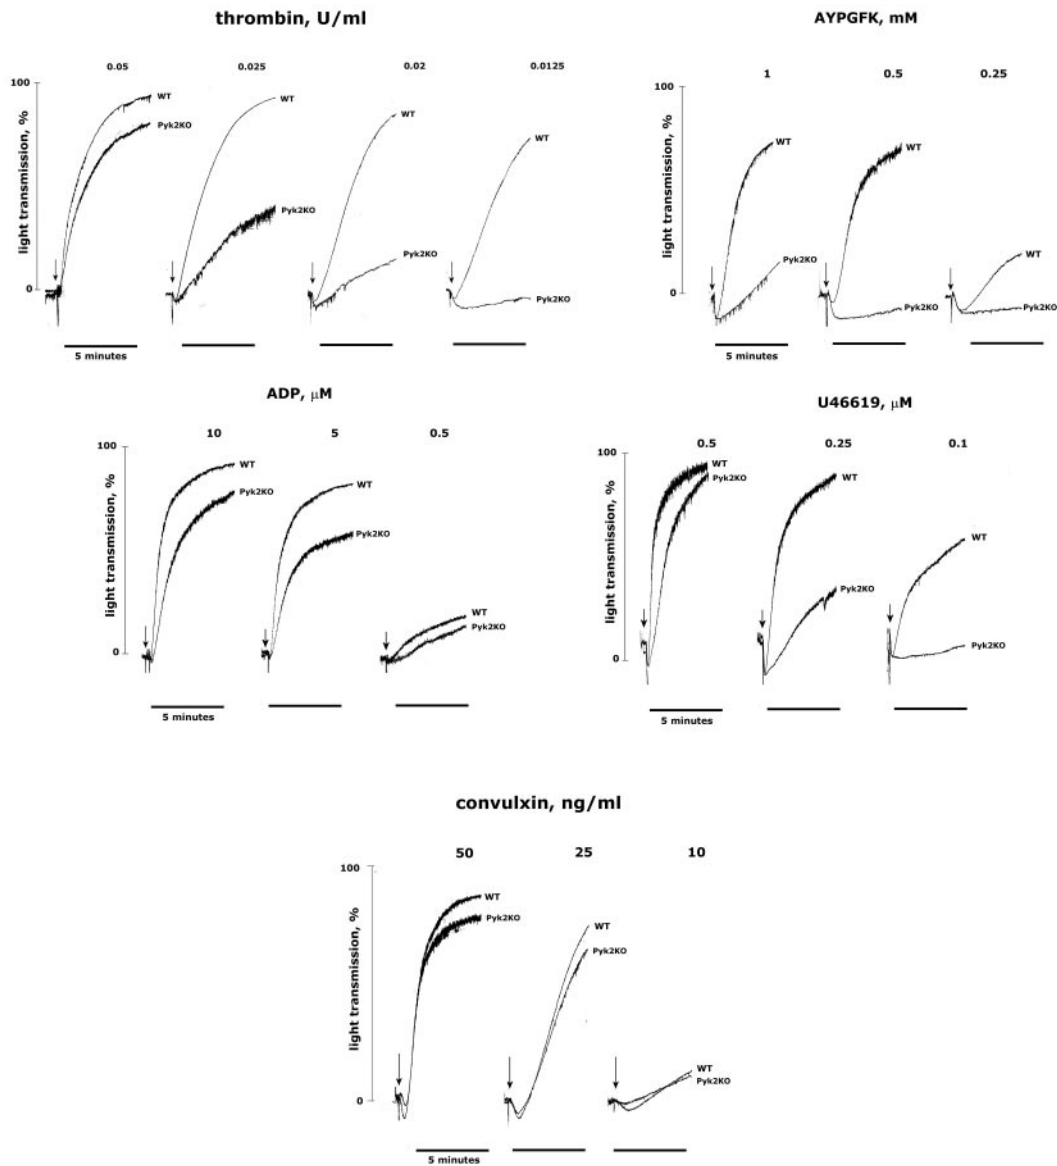 thrombin, U/ml
0.05 0.025 0.02 0.0125
100
light transmission, %
0
WT
Pyk2KO
WT
Pyk2KO
WT
Pyk2KO
WT
Pyk2KO
5 minutes
AYPGFK, mM
1 0.5 0.25
100
light transmission, %
0
WT
Pyk2KO
WT
Pyk2KO
WT
Pyk2KO
5 minutes
ADP, μM
10 5 0.5
100
light transmission, %
0
WT
Pyk2KO
WT
Pyk2KO
WT
Pyk2KO
5 minutes
U46619, μM
0.5 0.25 0.1
100
light transmission, %
0
WT
Pyk2KO
WT
Pyk2KO
WT
Pyk2KO
5 minutes
convulxin, ng/ml
50 25 10
100
light transmission, %
0
WT
Pyk2KO
WT
Pyk2KO
WT
Pyk2KO
5 minutes